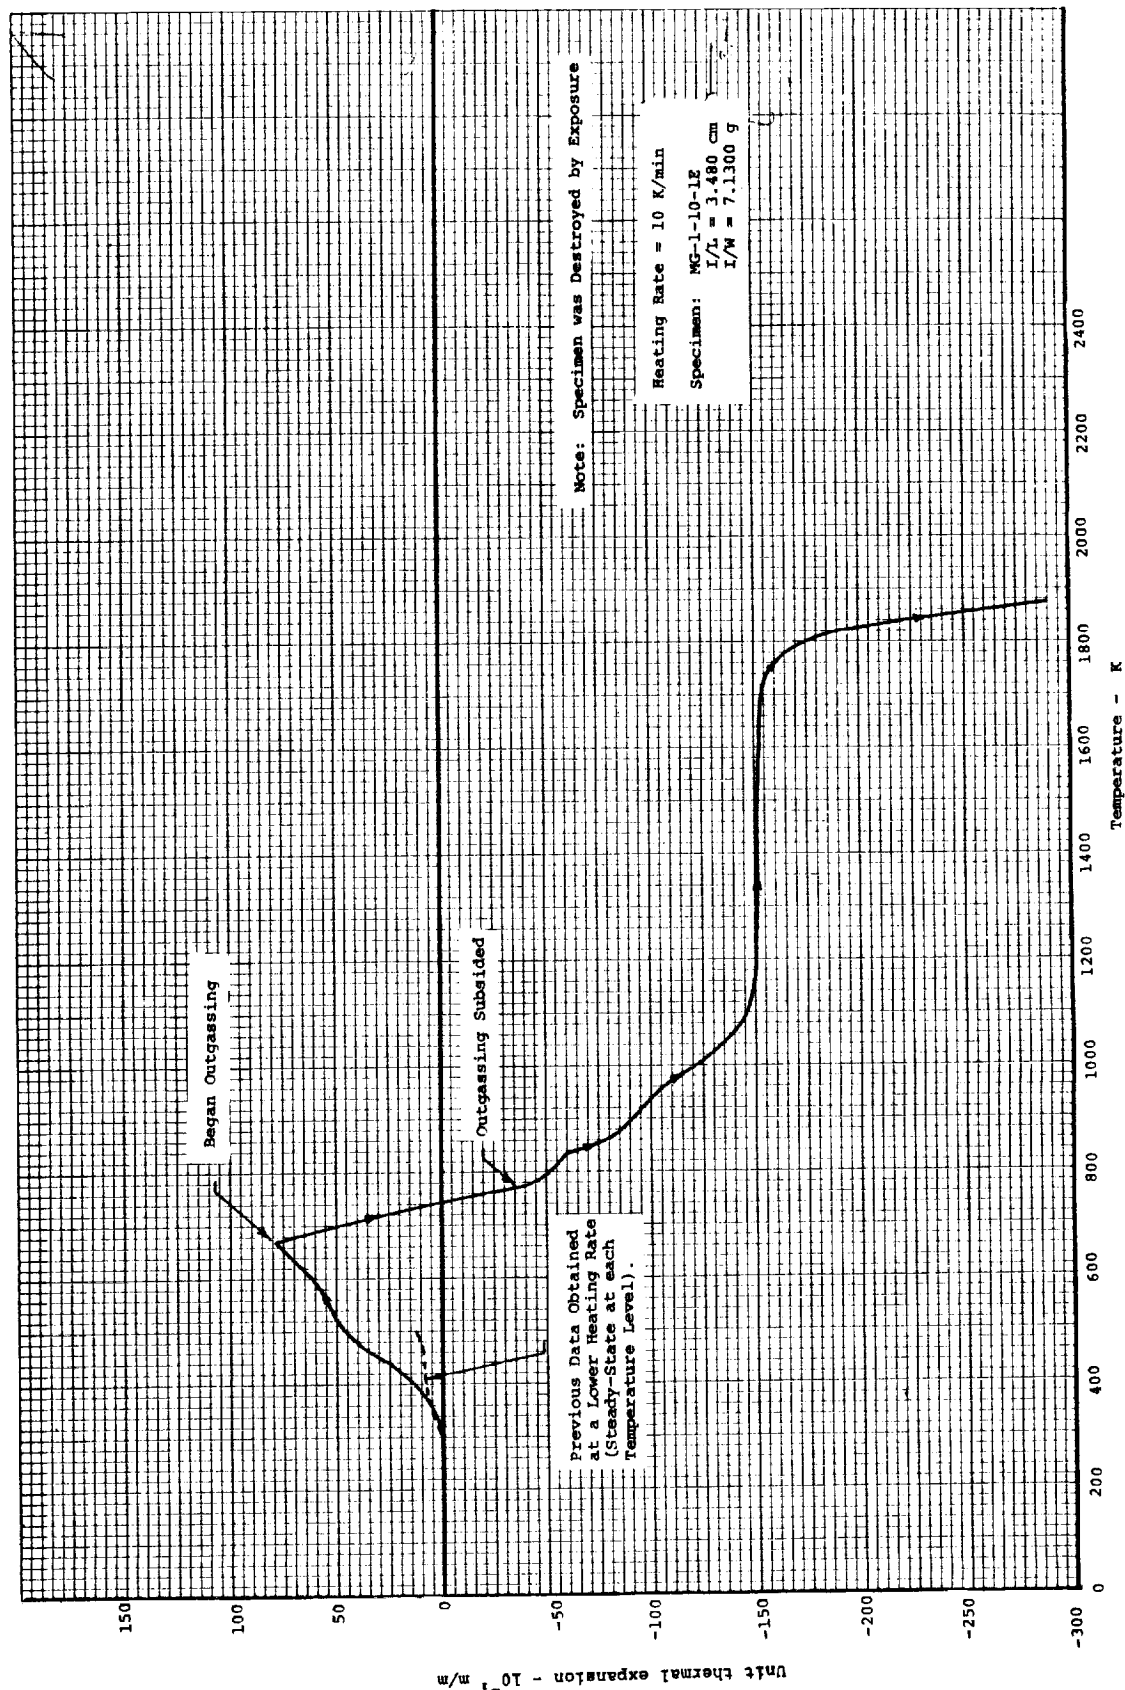 Note: Specimen was Destroyed by Exposure
Heating Rate = 10 K/min
Specimen: MG-1-10-1E
I/L = 3.480 cm
I/W = 7.1300 g
Began Outgassing
Outgassing Subsided
Previous Data Obtained
at a Lower Heating Rate
(Steady-State at each
Temperature Level).
Unit thermal expansion - 10 m/m
150
100
50
0
-50
-100
-150
-200
-250
-300
0
200
400
600
800
1000
1200
1400
1600
1800
2000
2200
2400
Temperature - K